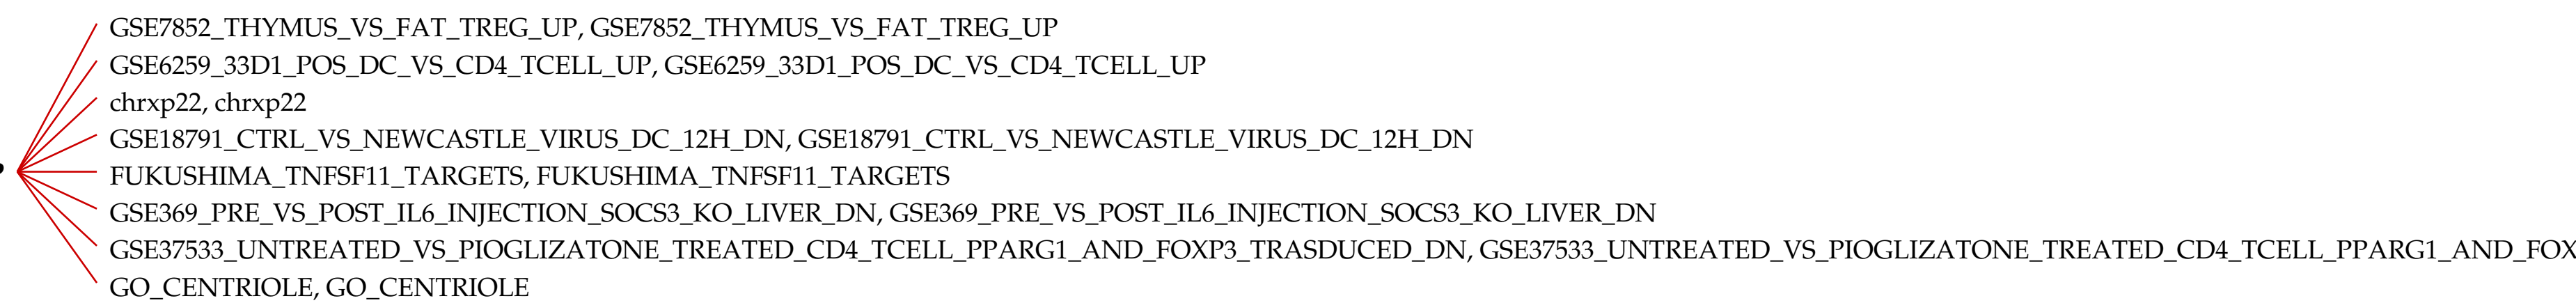 GSE7852_THYMUS_VS_FAT_TREG_UP, GSE7852_THYMUS_VS_FAT_TREG_UP
GSE6259_33D1_POS_DC_VS_CD4_TCELL_UP, GSE6259_33D1_POS_DC_VS_CD4_TCELL_UP
chrxp22, chrxp22
GSE18791_CTRL_VS_NEWCASTLE_VIRUS_DC_12H_DN, GSE18791_CTRL_VS_NEWCASTLE_VIRUS_DC_12H_DN
FUKUSHIMA_TNFSF11_TARGETS, FUKUSHIMA_TNFSF11_TARGETS
GSE369_PRE_VS_POST_IL6_INJECTION_SOCS3_KO_LIVER_DN, GSE369_PRE_VS_POST_IL6_INJECTION_SOCS3_KO_LIVER_DN
GSE37533_UNTREATED_VS_PIOGLIZATONE_TREATED_CD4_TCELL_PPARG1_AND_FOXP3_TRASDUCED_DN, GSE37533_UNTREATED_VS_PIOGLIZATONE_TREATED_CD4_TCELL_PPARG1_AND_FOX
GO_CENTRIOLE, GO_CENTRIOLE